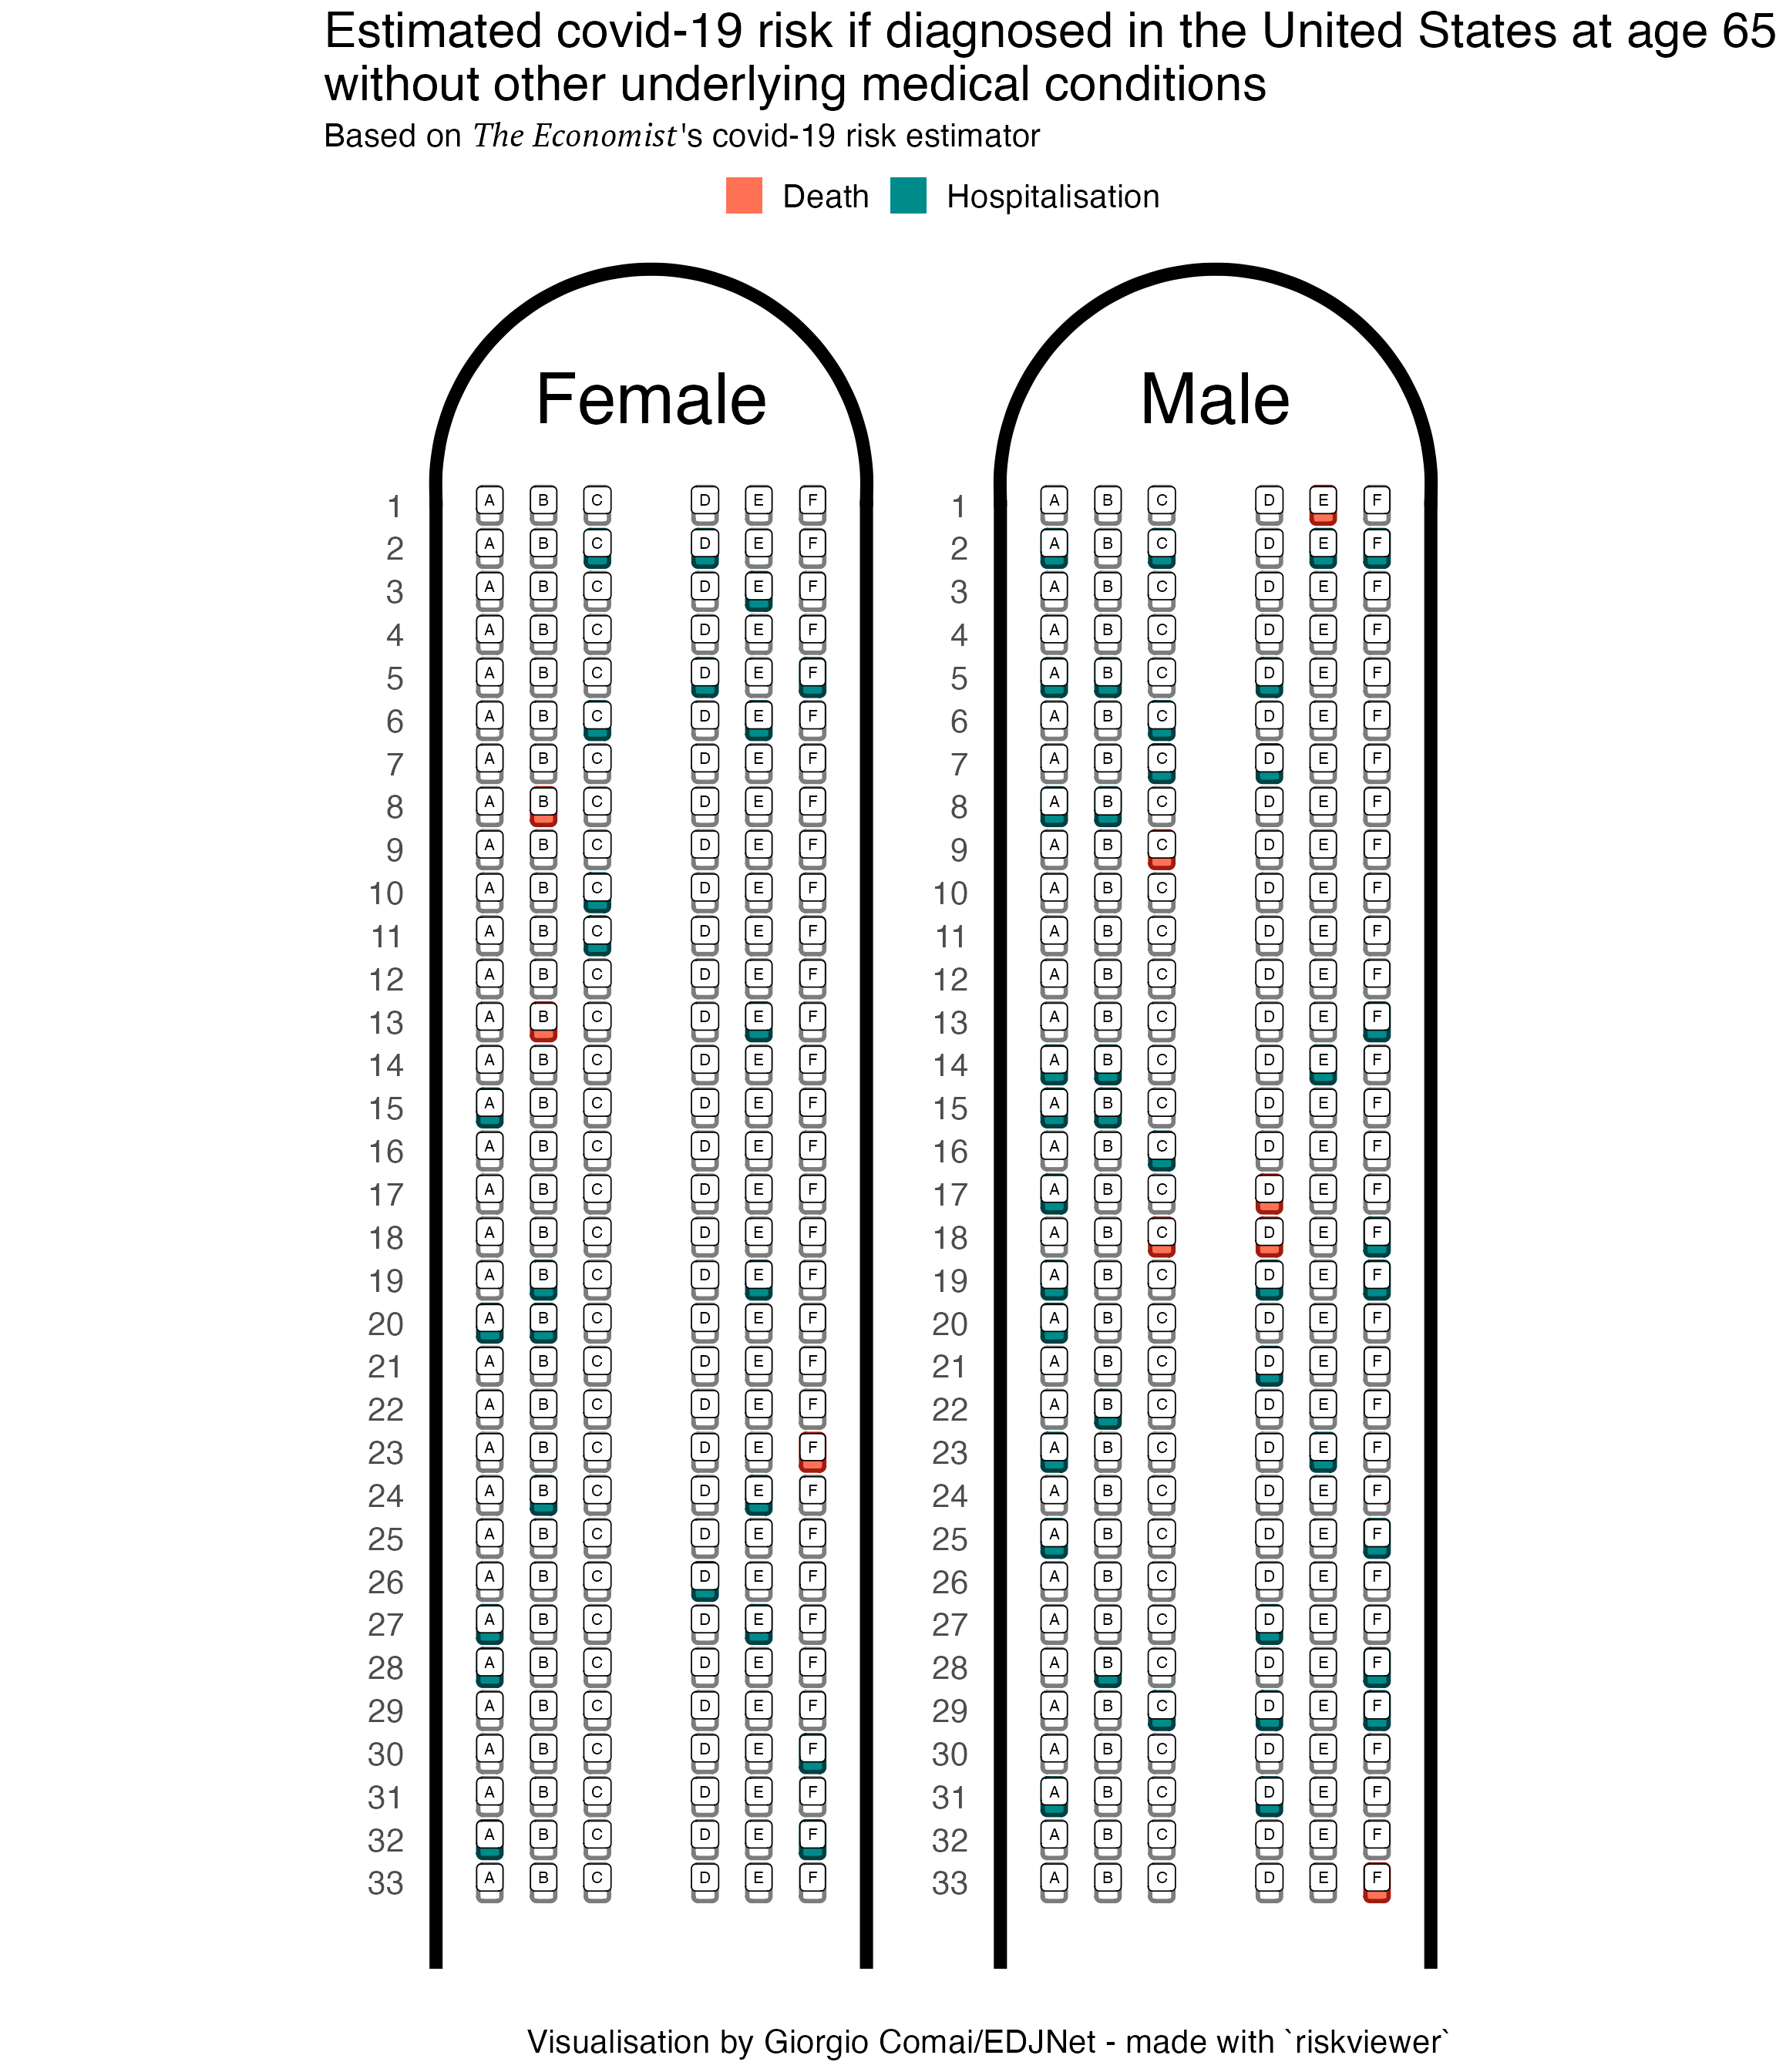 Estimated covid-19 risk if diagnosed in the United States at age 65
without other underlying medical conditions
Based on The Economist's covid-19 risk estimator
Death Hospitalisation
Female Male
1 A B C D E F 1 A B C D E F
2 A B C D E F 2 A B C D E F
3 A B C D E F 3 A B C D E F
4 A B C D E F 4 A B C D E F
5 A B C D E F 5 A B C D E F
6 A B C D E F 6 A B C D E F
7 A B C D E F 7 A B C D E F
8 A B C D E F 8 A B C D E F
9 A B C D E F 9 A B C D E F
10 A B C D E F 10 A B C D E F
11 A B C D E F 11 A B C D E F
12 A B C D E F 12 A B C D E F
13 A B C D E F 13 A B C D E F
14 A B C D E F 14 A B C D E F
15 A B C D E F 15 A B C D E F
16 A B C D E F 16 A B C D E F
17 A B C D E F 17 A B C D E F
18 A B C D E F 18 A B C D E F
19 A B C D E F 19 A B C D E F
20 A B C D E F 20 A B C D E F
21 A B C D E F 21 A B C D E F
22 A B C D E F 22 A B C D E F
23 A B C D E F 23 A B C D E F
24 A B C D E F 24 A B C D E F
25 A B C D E F 25 A B C D E F
26 A B C D E F 26 A B C D E F
27 A B C D E F 27 A B C D E F
28 A B C D E F 28 A B C D E F
29 A B C D E F 29 A B C D E F
30 A B C D E F 30 A B C D E F
31 A B C D E F 31 A B C D E F
32 A B C D E F 32 A B C D E F
33 A B C D E F 33 A B C D E F
Visualisation by Giorgio Comai/EDJNet - made with `riskviewer`